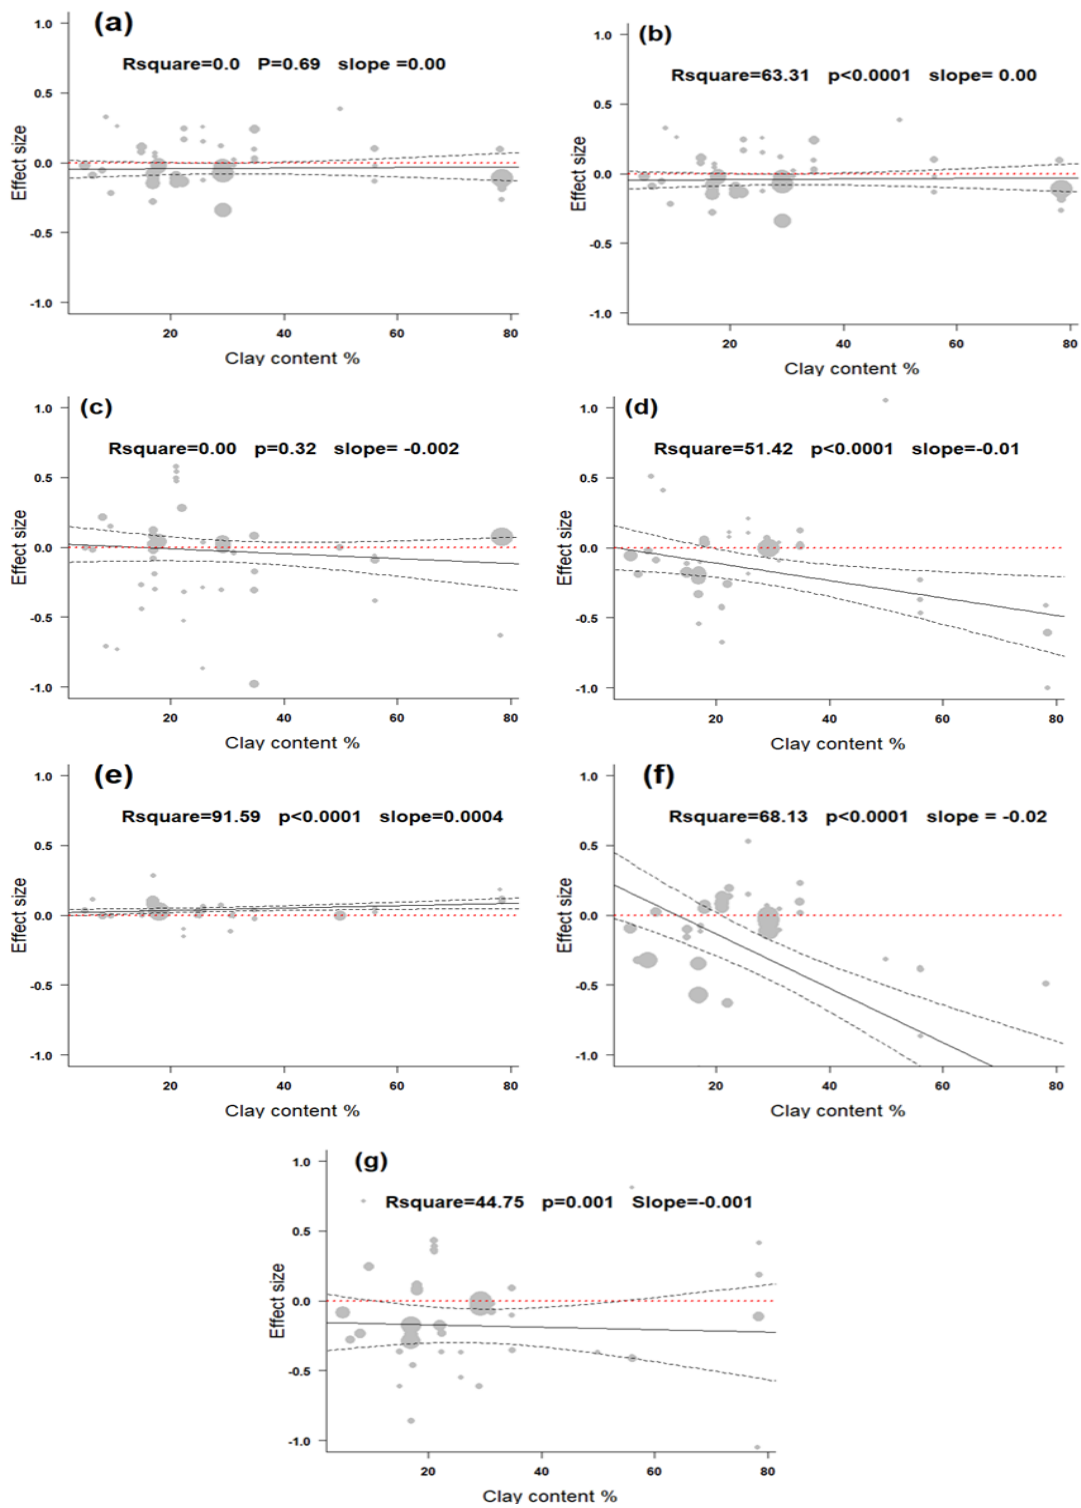 (a)
Rsquare=0.0 P=0.69 slope =0.00
1.0
0.5
0.0
-0.5
-1.0
Effect size
20 40 60 80
Clay content %
(b)
Rsquare=63.31 p<0.0001 slope= 0.00
1.0
0.5
0.0
-0.5
-1.0
Effect size
20 40 60 80
Clay content %
(c)
Rsquare=0.00 p=0.32 slope= -0.002
1.0
0.5
0.0
-0.5
-1.0
Effect size
20 40 60 80
Clay content %
(d)
Rsquare=51.42 p<0.0001 slope=-0.01
1.0
0.5
0.0
-0.5
-1.0
Effect size
20 40 60 80
Clay content %
(e)
Rsquare=91.59 p<0.0001 slope=0.0004
1.0
0.5
0.0
-0.5
-1.0
Effect size
20 40 60 80
Clay content %
(f)
Rsquare=68.13 p<0.0001 slope = -0.02
1.0
0.5
0.0
-0.5
-1.0
Effect size
20 40 60 80
Clay content %
(g)
Rsquare=44.75 p=0.001 Slope=-0.001
1.0
0.5
0.0
-0.5
-1.0
Effect size
20 40 60 80
Clay content %